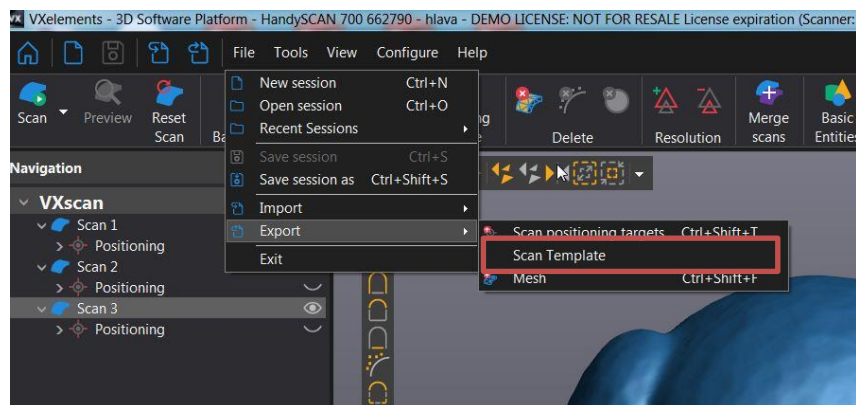 VXelements - 3D Software Platform - HandySCAN 700 662790 - hlava - DEMO LICENSE: NOT FOR RESALE License expiration (Scanner:
File Tools View Configure Help
Scan
Preview
Reset
Scan
New session Ctrl+N
Open session Ctrl+O
Recent Sessions
Save session Ctrl+S
Save session as Ctrl+Shift+S
Import
Export
Exit
Scan positioning targets Ctrl+Shift+T
Scan Template
Mesh Ctrl+Shift+F
Delete
Resolution
Merge
scans
Basic
Entities
Navigation
VXscan
Scan 1
Positioning
Scan 2
Positioning
Scan 3
Positioning